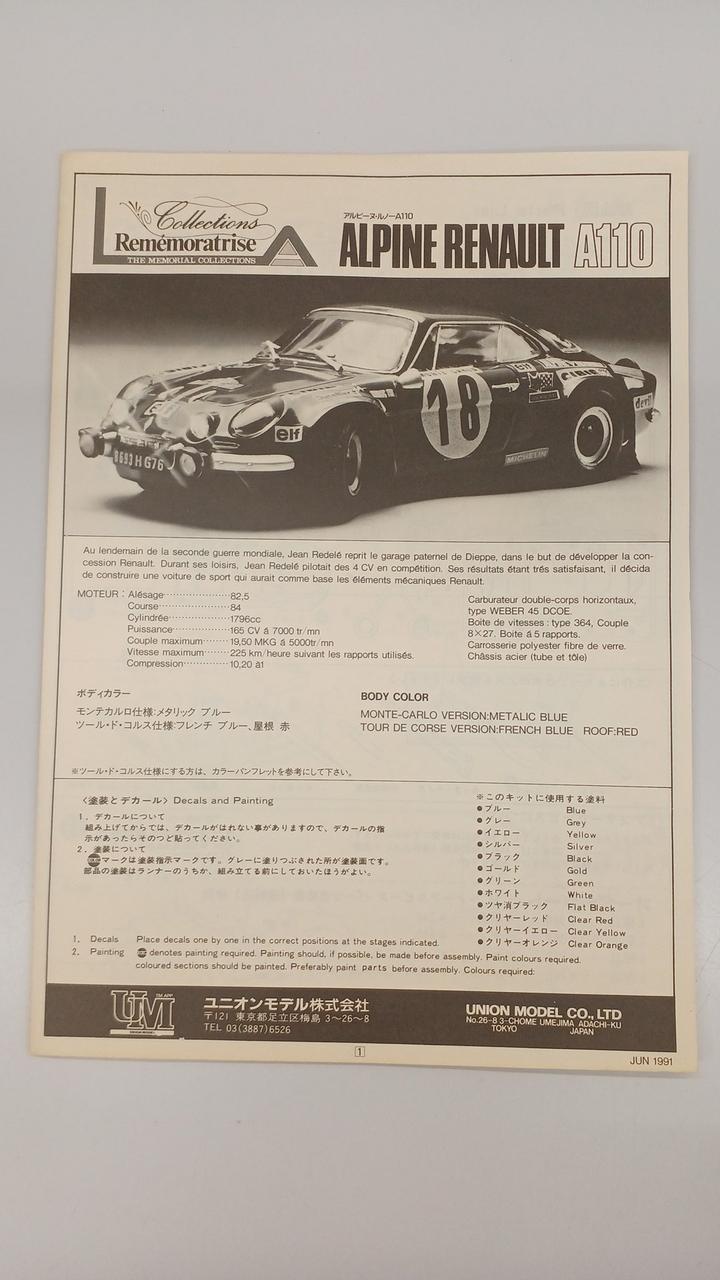 Collections
Remémoratrise
THE MEMORIAL COLLECTIONS
LA
アルピーヌ・ルノーA110
ALPINE RENAULT A110
18
elf
8693 H G76
MICHELIN
devil
Au lendemain de la seconde guerre mondiale, Jean Redelé reprit le garage paternel de Dieppe, dans le but de développer la con-
cession Renault. Durant ses loisirs, Jean Redelé pilotait des 4 CV en compétition. Ses résultats étant trés satisfaisant, il décida
de construire une voiture de sport qui aurait comme base les éléments mécaniques Renault.
MOTEUR : Alésage 82,5
Course 84
Cylindrée 1796cc
Puissance 165 CV á 7000 tr/mn
Couple maximum 19,50 MKG á 5000tr/mn
Vitesse maximum 225 km/heure suivant les rapports utilisés.
Compression 10,20 à1
Carburateur double-corps horizontaux,
type WEBER 45 DCOE.
Boite de vitesses : type 364, Couple
8×27. Boite á 5 rapports.
Carrosserie polyester fibre de verre.
Châssis acier (tube et tôle)
ボディカラー
モンテカルロ仕様:メタリック ブルー
ツール・ド・コルス仕様:フレンチ ブルー、屋根 赤
BODY COLOR
MONTE-CARLO VERSION:METALIC BLUE
TOUR DE CORSE VERSION:FRENCH BLUE ROOF:RED
※ツール・ド・コルス仕様にする方は、カラーパンフレットを参考にして下さい。
〈塗装とデカール〉 Decals and Painting
1. デカールについて
組み上げてからでは、デカールがはれない事がありますので、デカールの指
示があったらそのつど貼ってください。
2. 塗装について
マークは塗装指示マークです。グレーに塗りつぶされた所が塗装面です。
部品の塗装はランナーのうちか、組み立てる前にしておいたほうがよい。
※このキットに使用する塗料
●ブルー Blue
●グレー Grey
●イエロー Yellow
●シルバー Silver
●ブラック Black
●ゴールド Gold
●グリーン Green
●ホワイト White
●ツヤ消ブラック Flat Black
●クリヤーレッド Clear Red
●クリヤーイエロー Clear Yellow
●クリヤーオレンジ Clear Orange
1. Decals Place decals one by one in the correct positions at the stages indicated.
2. Painting denotes painting required. Painting should, if possible, be made before assembly. Paint colours required.
coloured sections should be painted. Preferably paint parts before assembly. Colours required:
UM
ユニオンモデル株式会社
〒121 東京都足立区梅島 3〜26〜8
TEL 03(3887)6526
UNION MODEL CO., LTD
No.26-8 3-CHOME UMEJIMA ADACHI-KU
TOKYO JAPAN
1
JUN 1991